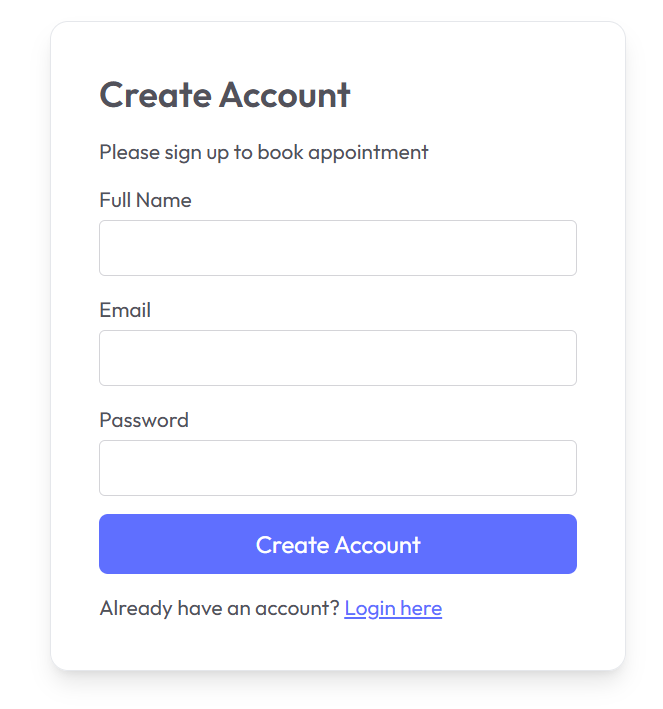 Create Account
Please sign up to book appointment
Full Name
Email
Password
Create Account
Already have an account? Login here